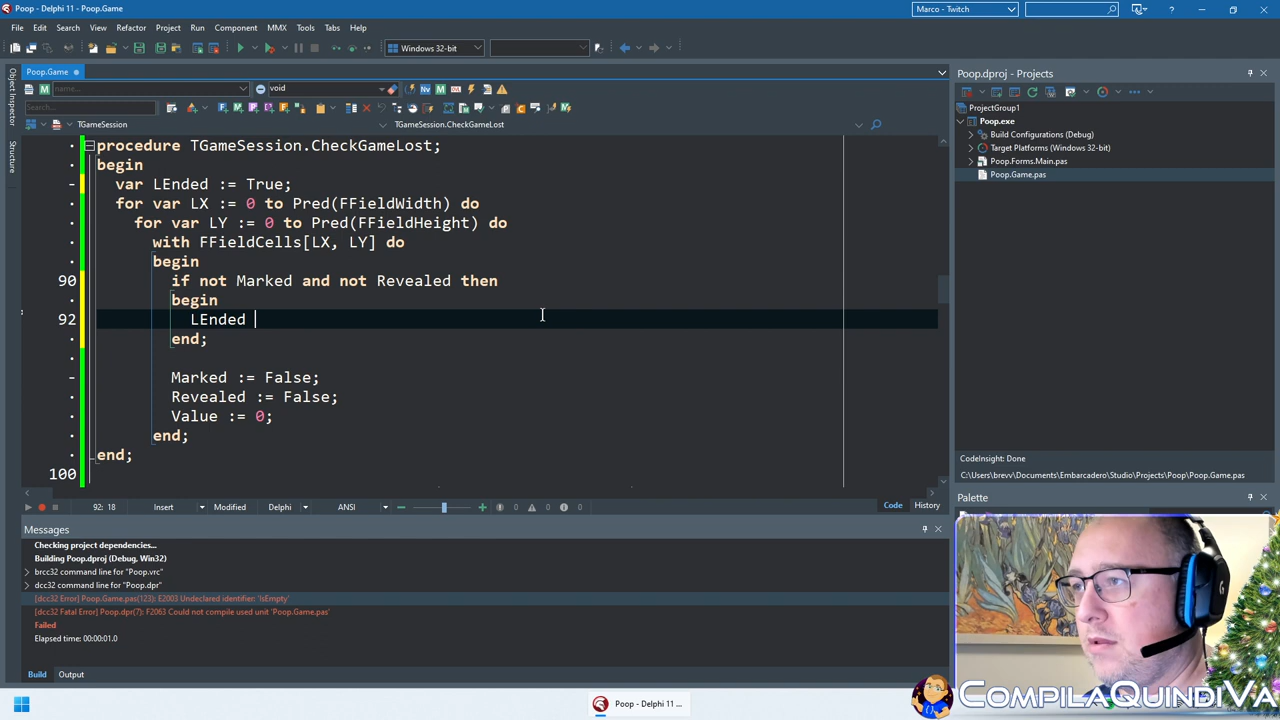 Poop - Delphi 11 - Poop.Game
Marco - Twitch
File Edit Search View Refactor Project Run Component MMX Tools Tabs Help
Windows 32-bit
Poop.Game
Poop.dproj - Projects
name...
void
Search...
TGameSession
TGameSession.CheckGameLost
ProjectGroup1
Poop.exe
Build Configurations (Debug)
Target Platforms (Windows 32-bit)
Poop.Forms.Main.pas
Poop.Game.pas
Object Inspector
Structure
procedure TGameSession.CheckGameLost;
begin
var LEnded := True;
for var LX := 0 to Pred(FFieldWidth) do
for var LY := 0 to Pred(FFieldHeight) do
with FFieldCells[LX, LY] do
begin
90 if not Marked and not Revealed then
begin
92 LEnded
end;
Marked := False;
Revealed := False;
Value := 0;
end;
end;
100
CodeInsight: Done
C:\Users\brevv\Documents\Embarcadero\Studio\Projects\Poop\Poop.Game.pas
92: 18 Insert Modified Delphi ANSI 0 0 0 Code History
Palette
Messages
Checking project dependencies...
Building Poop.dproj (Debug, Win32)
brcc32 command line for "Poop.vrc"
dcc32 command line for "Poop.dpr"
[dcc32 Error] Poop.Game.pas(123): E2003 Undeclared identifier: 'IsEmpty'
[dcc32 Fatal Error] Poop.dpr(7): F2063 Could not compile used unit 'Poop.Game.pas'
Failed
Elapsed time: 00:00:01.0
Build Output
Poop - Delphi 11 ...
COMPILAQUINDIVA